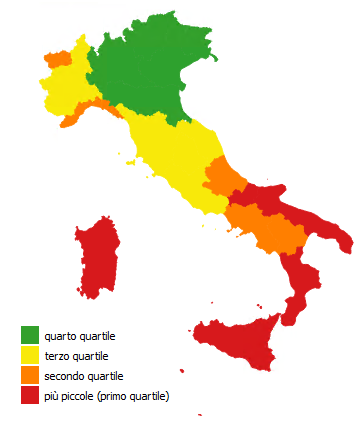 quarto quartile
terzo quartile
secondo quartile
più piccole (primo quartile)